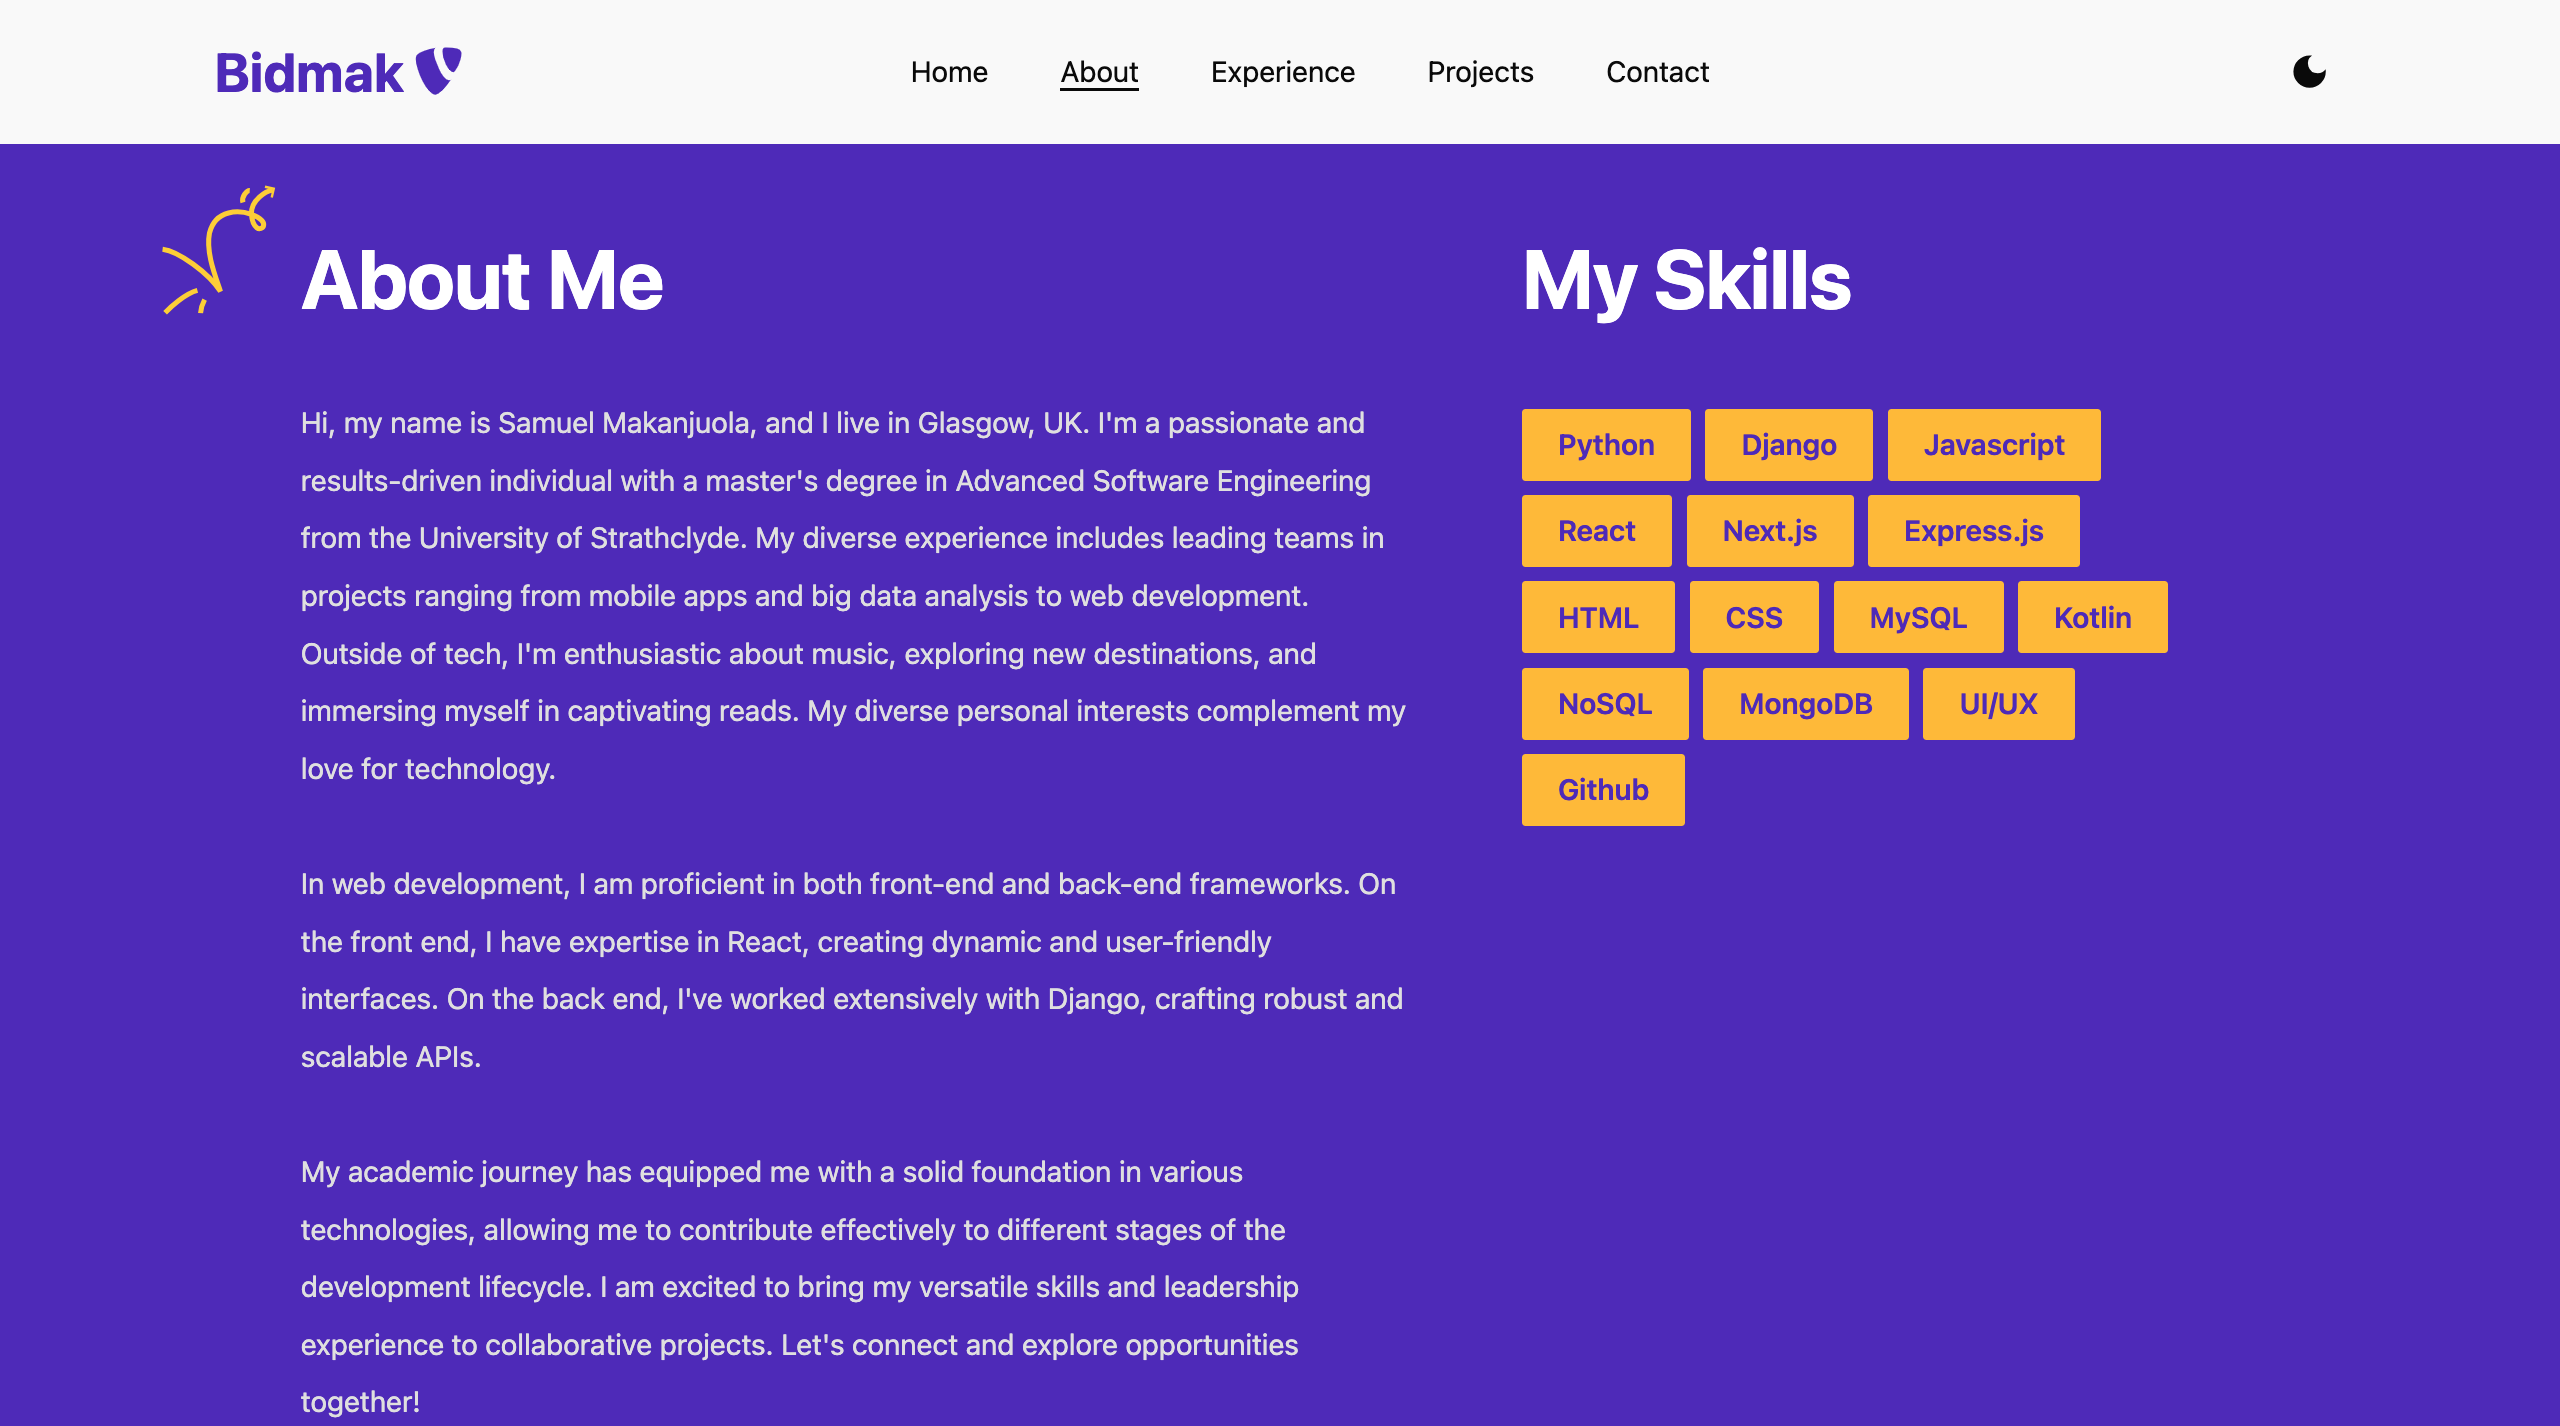 Bidmak
Home About Experience Projects Contact
About Me
Hi, my name is Samuel Makanjuola, and I live in Glasgow, UK. I'm a passionate and
results-driven individual with a master's degree in Advanced Software Engineering
from the University of Strathclyde. My diverse experience includes leading teams in
projects ranging from mobile apps and big data analysis to web development.
Outside of tech, I'm enthusiastic about music, exploring new destinations, and
immersing myself in captivating reads. My diverse personal interests complement my
love for technology.
In web development, I am proficient in both front-end and back-end frameworks. On
the front end, I have expertise in React, creating dynamic and user-friendly
interfaces. On the back end, I've worked extensively with Django, crafting robust and
scalable APIs.
My academic journey has equipped me with a solid foundation in various
technologies, allowing me to contribute effectively to different stages of the
development lifecycle. I am excited to bring my versatile skills and leadership
experience to collaborative projects. Let's connect and explore opportunities
together!
My Skills
Python Django Javascript
React Next.js Express.js
HTML CSS MySQL Kotlin
NoSQL MongoDB UI/UX
Github